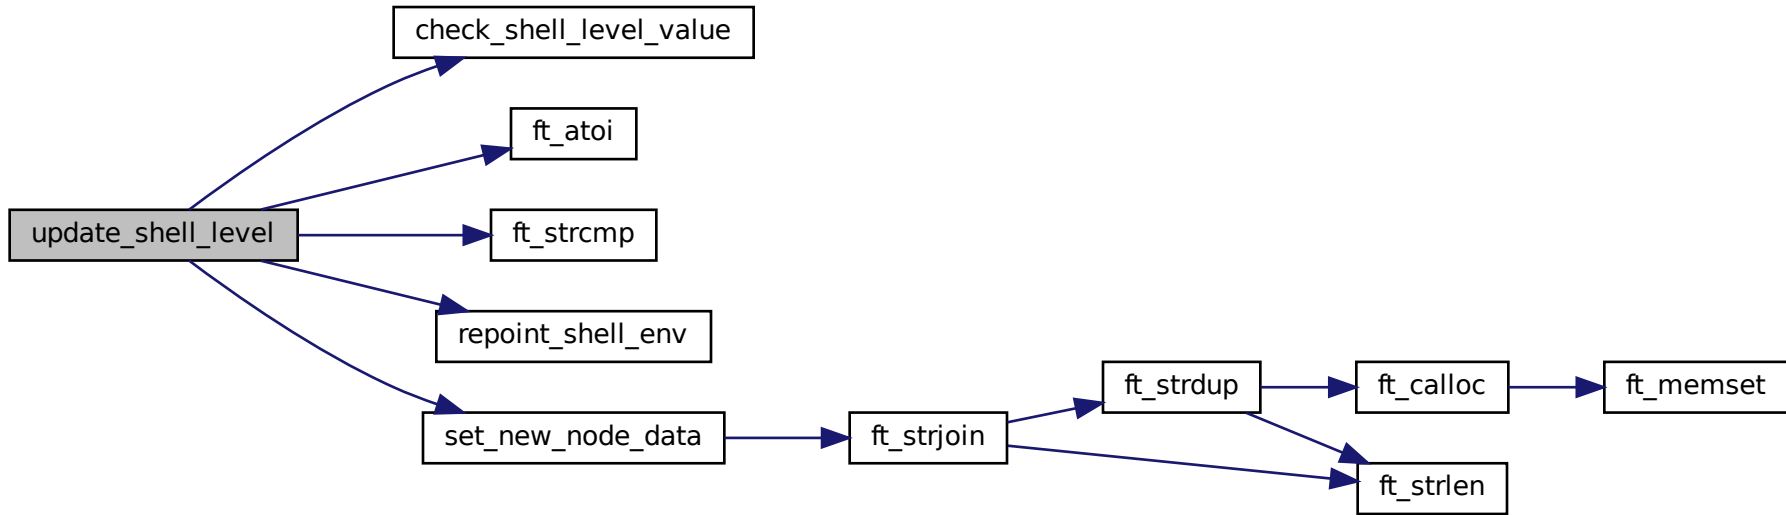 check_shell_level_value
ft_atoi
update_shell_level
ft_strcmp
repoint_shell_env
ft_strdup
ft_calloc
ft_memset
set_new_node_data
ft_strjoin
ft_strlen